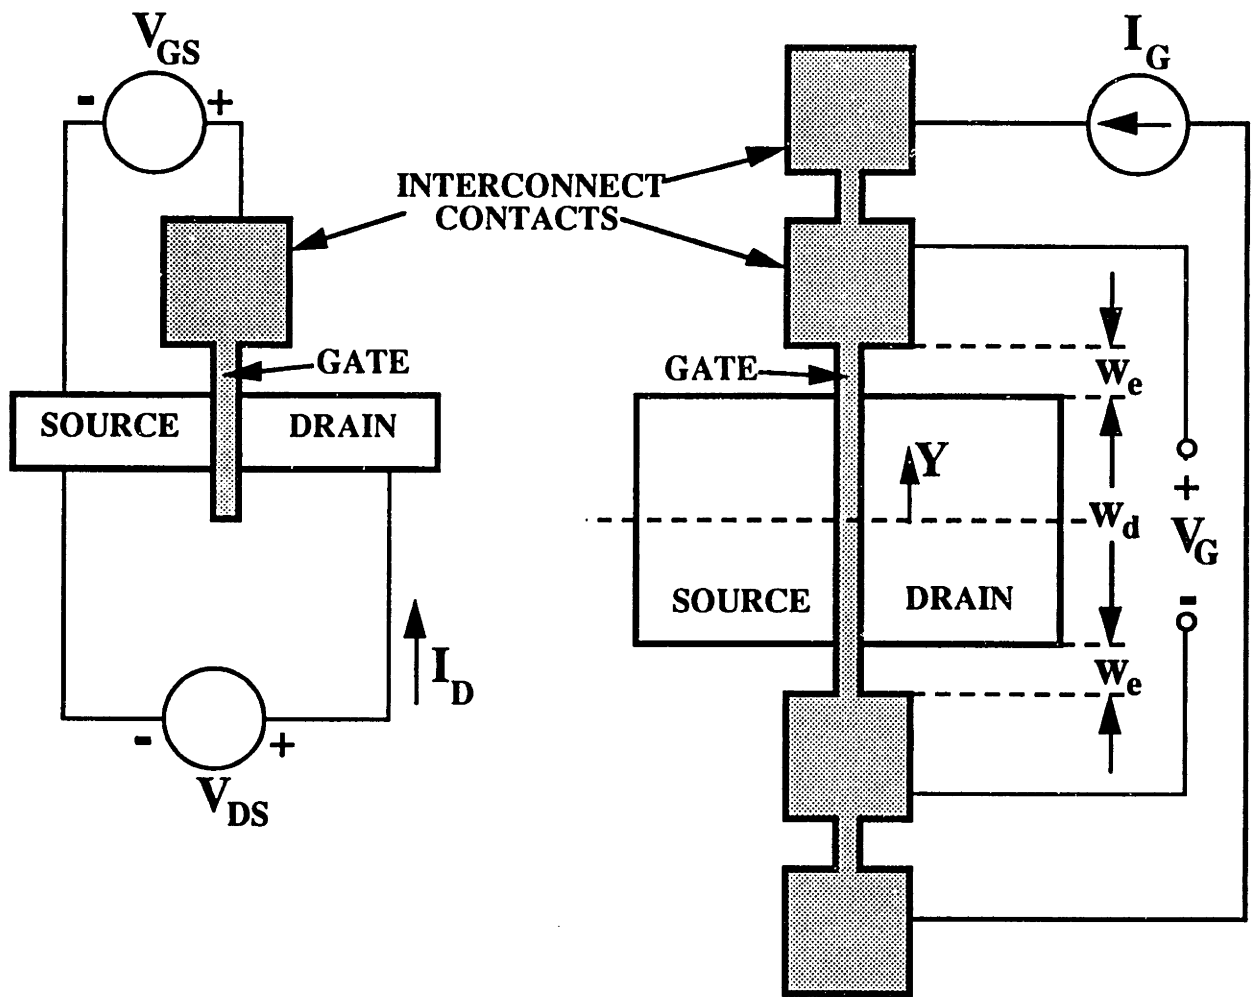 V_GS
- +
INTERCONNECT
CONTACTS
GATE
SOURCE DRAIN
I_D
- +
V_DS
I_G
GATE
W_e
Y
W_d
+
V_G
-
SOURCE DRAIN
W_e